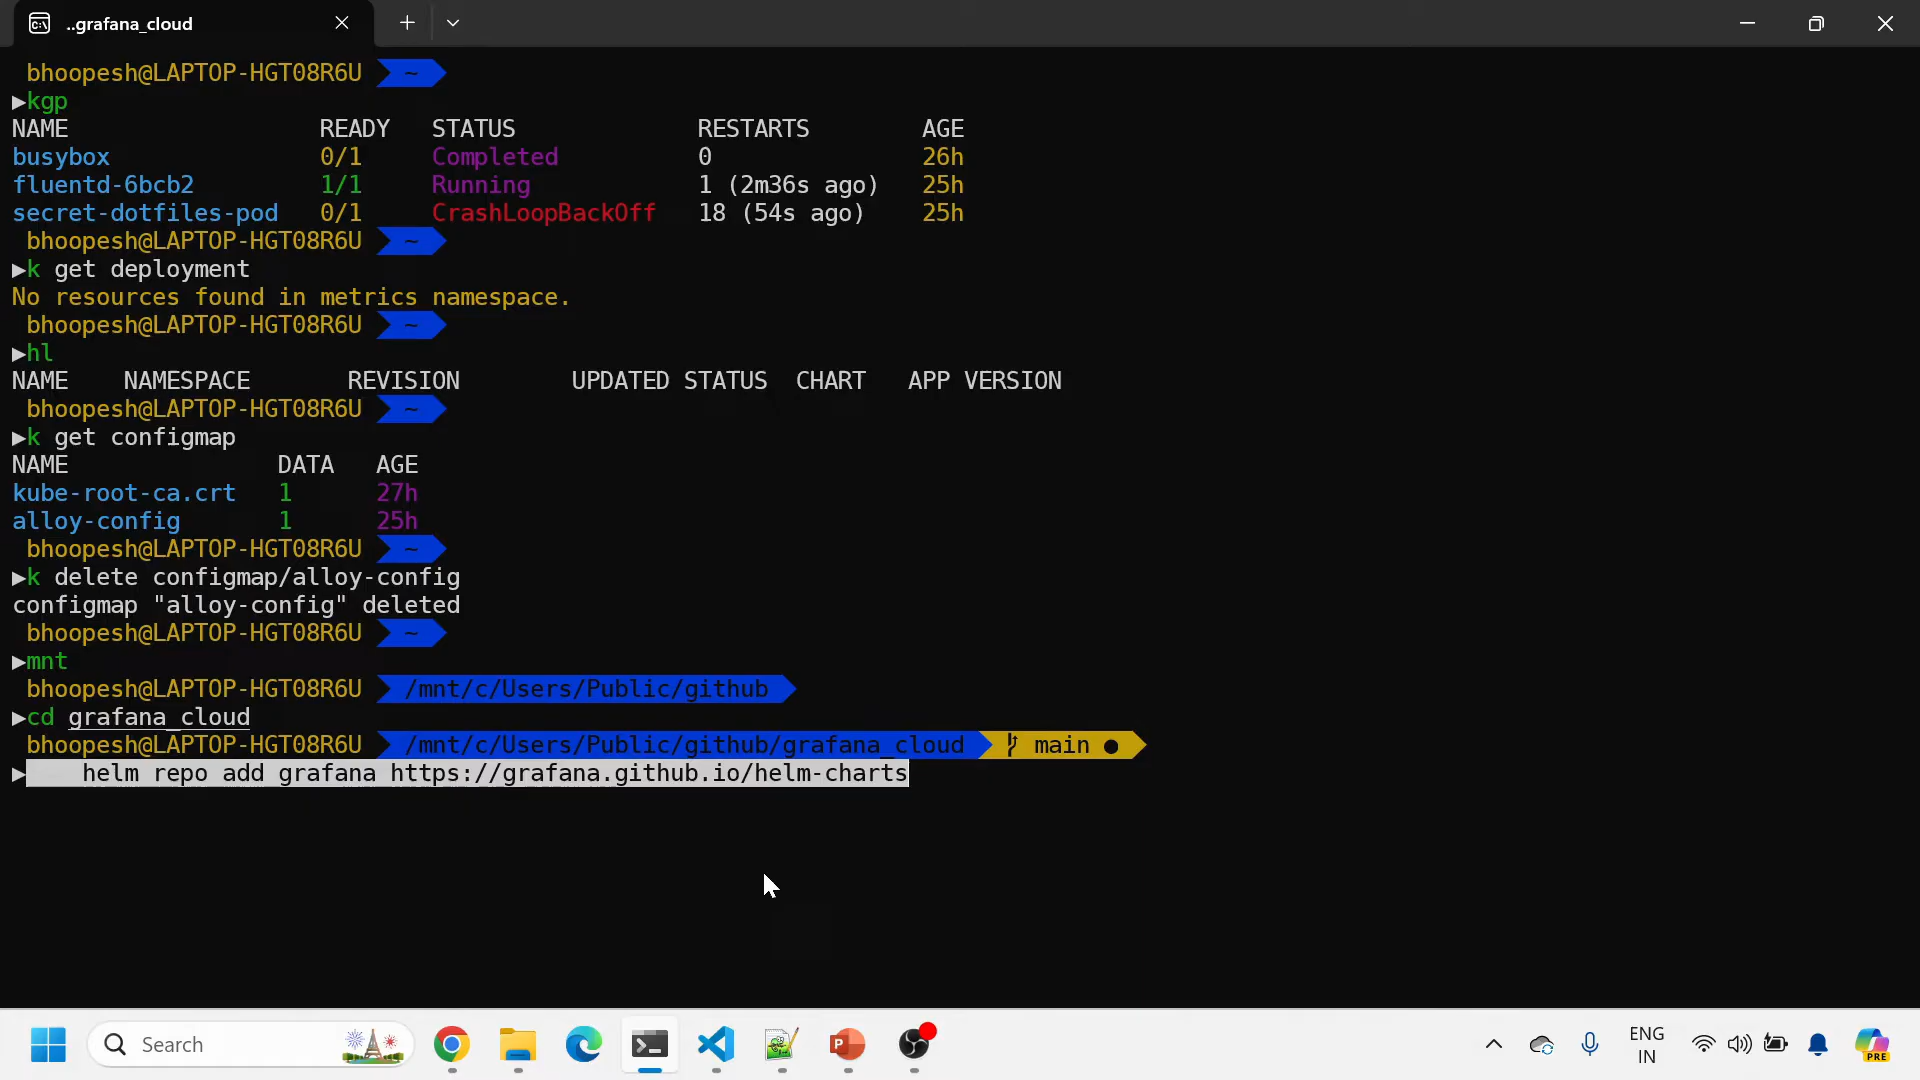 ..grafana_cloud
bhoopesh@LAPTOP-HGT08R6U ~
▶kgp
NAME READY STATUS RESTARTS AGE
busybox 0/1 Completed 0 26h
fluentd-6bcb2 1/1 Running 1 (2m36s ago) 25h
secret-dotfiles-pod 0/1 CrashLoopBackOff 18 (54s ago) 25h
bhoopesh@LAPTOP-HGT08R6U ~
▶k get deployment
No resources found in metrics namespace.
bhoopesh@LAPTOP-HGT08R6U ~
▶hl
NAME NAMESPACE REVISION UPDATED STATUS CHART APP VERSION
bhoopesh@LAPTOP-HGT08R6U ~
▶k get configmap
NAME DATA AGE
kube-root-ca.crt 1 27h
alloy-config 1 25h
bhoopesh@LAPTOP-HGT08R6U ~
▶k delete configmap/alloy-config
configmap "alloy-config" deleted
bhoopesh@LAPTOP-HGT08R6U ~
▶mnt
bhoopesh@LAPTOP-HGT08R6U /mnt/c/Users/Public/github
▶cd grafana_cloud
bhoopesh@LAPTOP-HGT08R6U /mnt/c/Users/Public/github/grafana_cloud main ●
▶ helm repo add grafana https://grafana.github.io/helm-charts
Search
ENG
IN
PRE